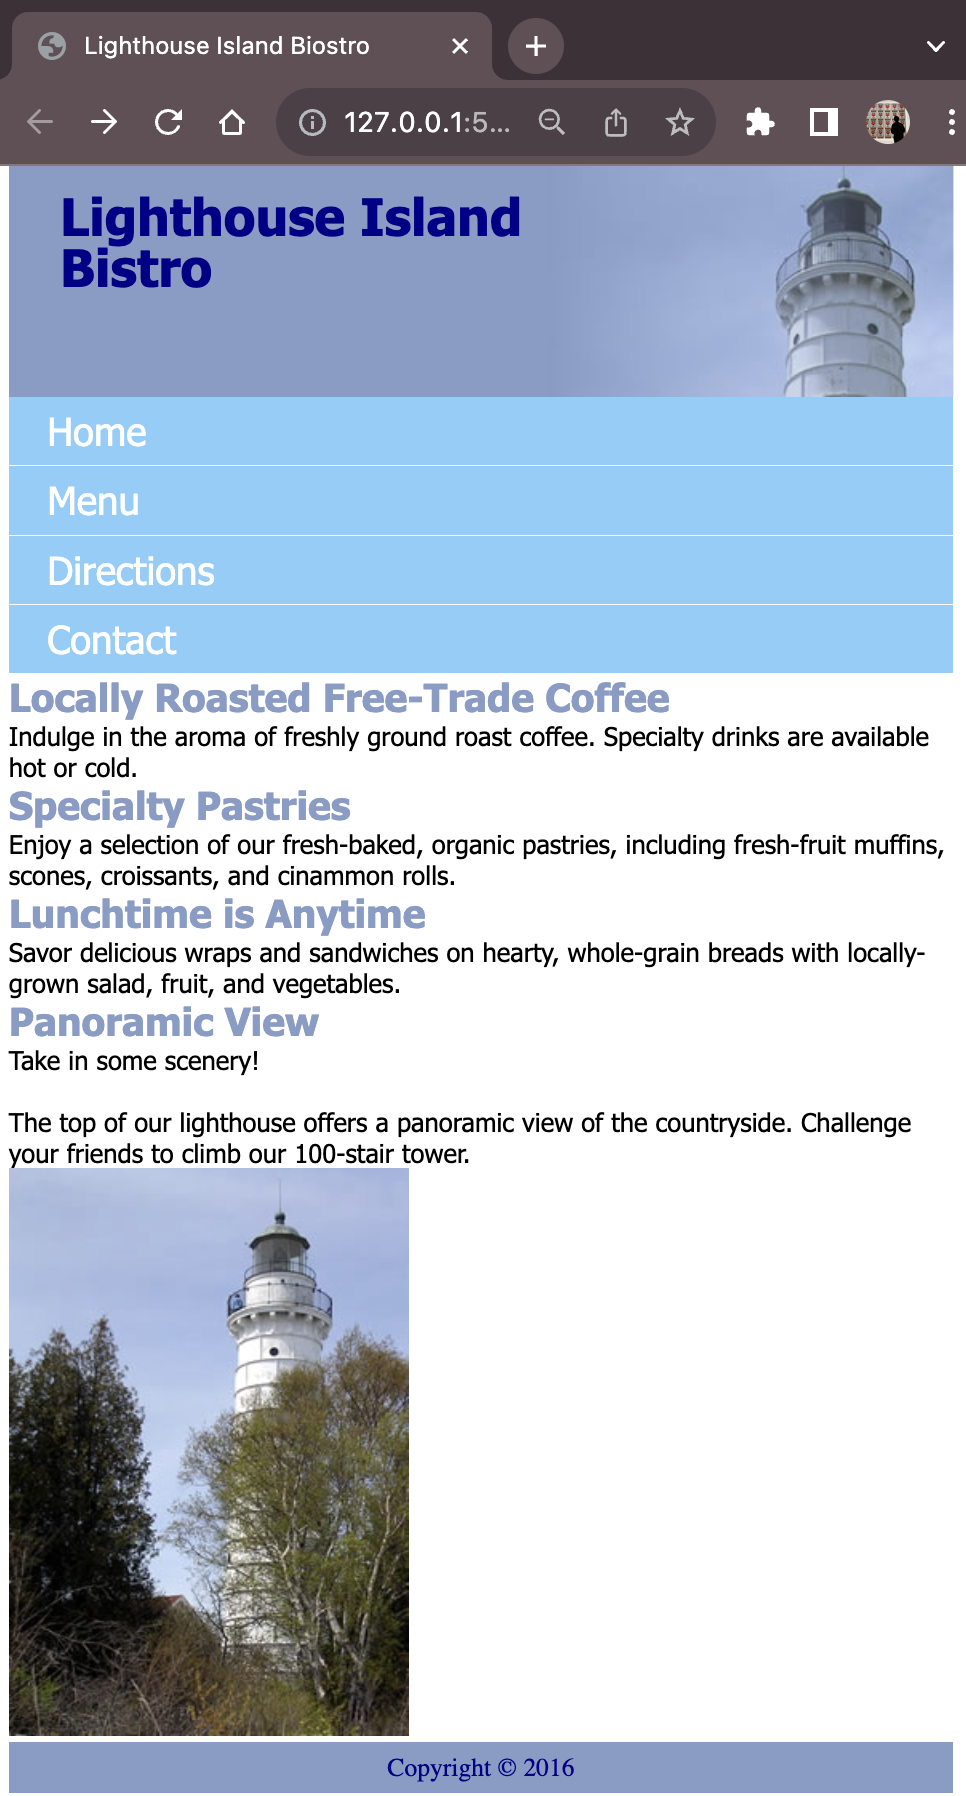 Lighthouse Island Biostro
127.0.0.1:5...
Lighthouse Island
Bistro
Home
Menu
Directions
Contact
Locally Roasted Free-Trade Coffee
Indulge in the aroma of freshly ground roast coffee. Specialty drinks are available
hot or cold.
Specialty Pastries
Enjoy a selection of our fresh-baked, organic pastries, including fresh-fruit muffins,
scones, croissants, and cinammon rolls.
Lunchtime is Anytime
Savor delicious wraps and sandwiches on hearty, whole-grain breads with locally-
grown salad, fruit, and vegetables.
Panoramic View
Take in some scenery!
The top of our lighthouse offers a panoramic view of the countryside. Challenge
your friends to climb our 100-stair tower.
Copyright © 2016